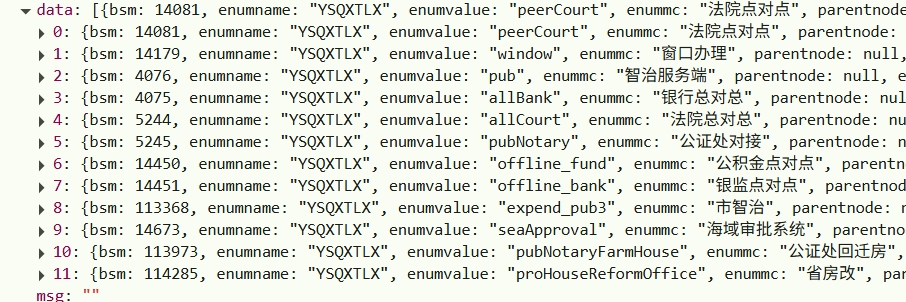 data: [{bsm: 14081, enumname: "YSQXTLX", enumvalue: "peerCourt", enummc: "法院点对点", parentnode:
0: {bsm: 14081, enumname: "YSQXTLX", enumvalue: "peerCourt", enummc: "法院点对点", parentnode:
1: {bsm: 14179, enumname: "YSQXTLX", enumvalue: "window", enummc: "窗口办理", parentnode: null,
2: {bsm: 4076, enumname: "YSQXTLX", enumvalue: "pub", enummc: "智治服务端", parentnode: null, e
3: {bsm: 4075, enumname: "YSQXTLX", enumvalue: "allBank", enummc: "银行总对总", parentnode: nul
4: {bsm: 5244, enumname: "YSQXTLX", enumvalue: "allCourt", enummc: "法院总对总", parentnode: nu
5: {bsm: 5245, enumname: "YSQXTLX", enumvalue: "pubNotary", enummc: "公证处对接", parentnode: n
6: {bsm: 14450, enumname: "YSQXTLX", enumvalue: "offline_fund", enummc: "公积金点对点", parentn
7: {bsm: 14451, enumname: "YSQXTLX", enumvalue: "offline_bank", enummc: "银监点对点", parentnod
8: {bsm: 113368, enumname: "YSQXTLX", enumvalue: "expend_pub3", enummc: "市智治", parentnode:
9: {bsm: 14673, enumname: "YSQXTLX", enumvalue: "seaApproval", enummc: "海域审批系统", parentno
10: {bsm: 113973, enumname: "YSQXTLX", enumvalue: "pubNotaryFarmHouse", enummc: "公证处回迁房",
11: {bsm: 114285, enumname: "YSQXTLX", enumvalue: "proHouseReformOffice", enummc: "省房改", par
msg: ""